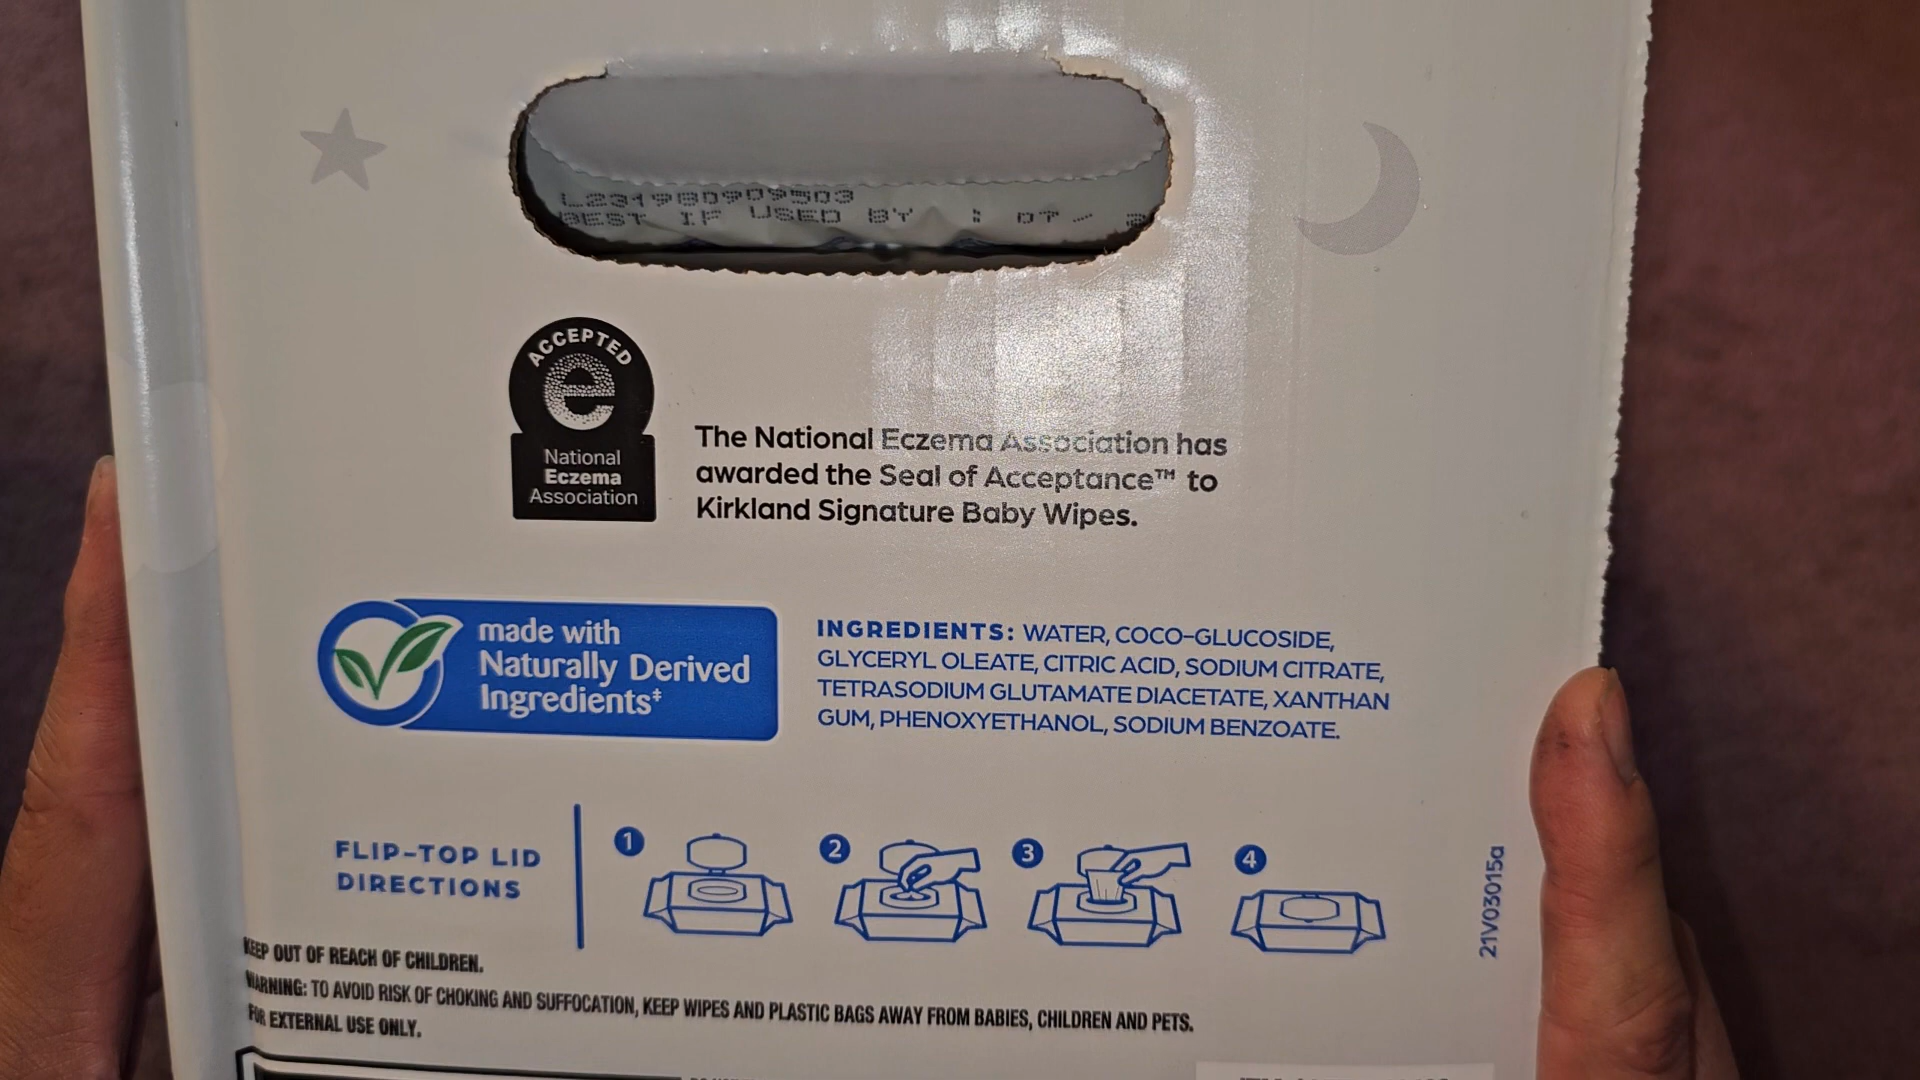 L231980909503
BEST IF USED BY : 07/
ACCEPTED
e
National
Eczema
Association
The National Eczema Association has
awarded the Seal of Acceptance™ to
Kirkland Signature Baby Wipes.
made with
Naturally Derived
Ingredients‡
INGREDIENTS: WATER, COCO-GLUCOSIDE,
GLYCERYL OLEATE, CITRIC ACID, SODIUM CITRATE,
TETRASODIUM GLUTAMATE DIACETATE, XANTHAN
GUM, PHENOXYETHANOL, SODIUM BENZOATE.
FLIP-TOP LID
DIRECTIONS
1
2
3
4
21V03015a
KEEP OUT OF REACH OF CHILDREN.
WARNING: TO AVOID RISK OF CHOKING AND SUFFOCATION, KEEP WIPES AND PLASTIC BAGS AWAY FROM BABIES, CHILDREN AND PETS.
FOR EXTERNAL USE ONLY.